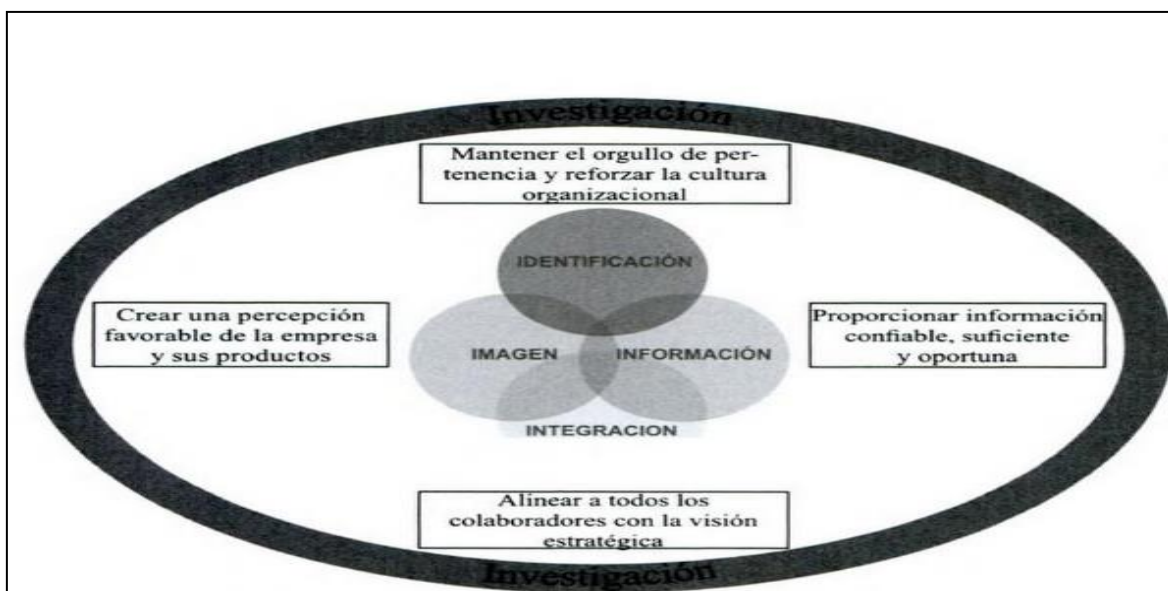 Investigación
Mantener el orgullo de per-
tenencia y reforzar la cultura
organizacional
IDENTIFICACIÓN
Crear una percepción
favorable de la empresa
y sus productos
IMAGEN
INFORMACIÓN
Proporcionar información
confiable, suficiente
y oportuna
INTEGRACION
Alinear a todos los
colaboradores con la visión
estratégica
Investigación